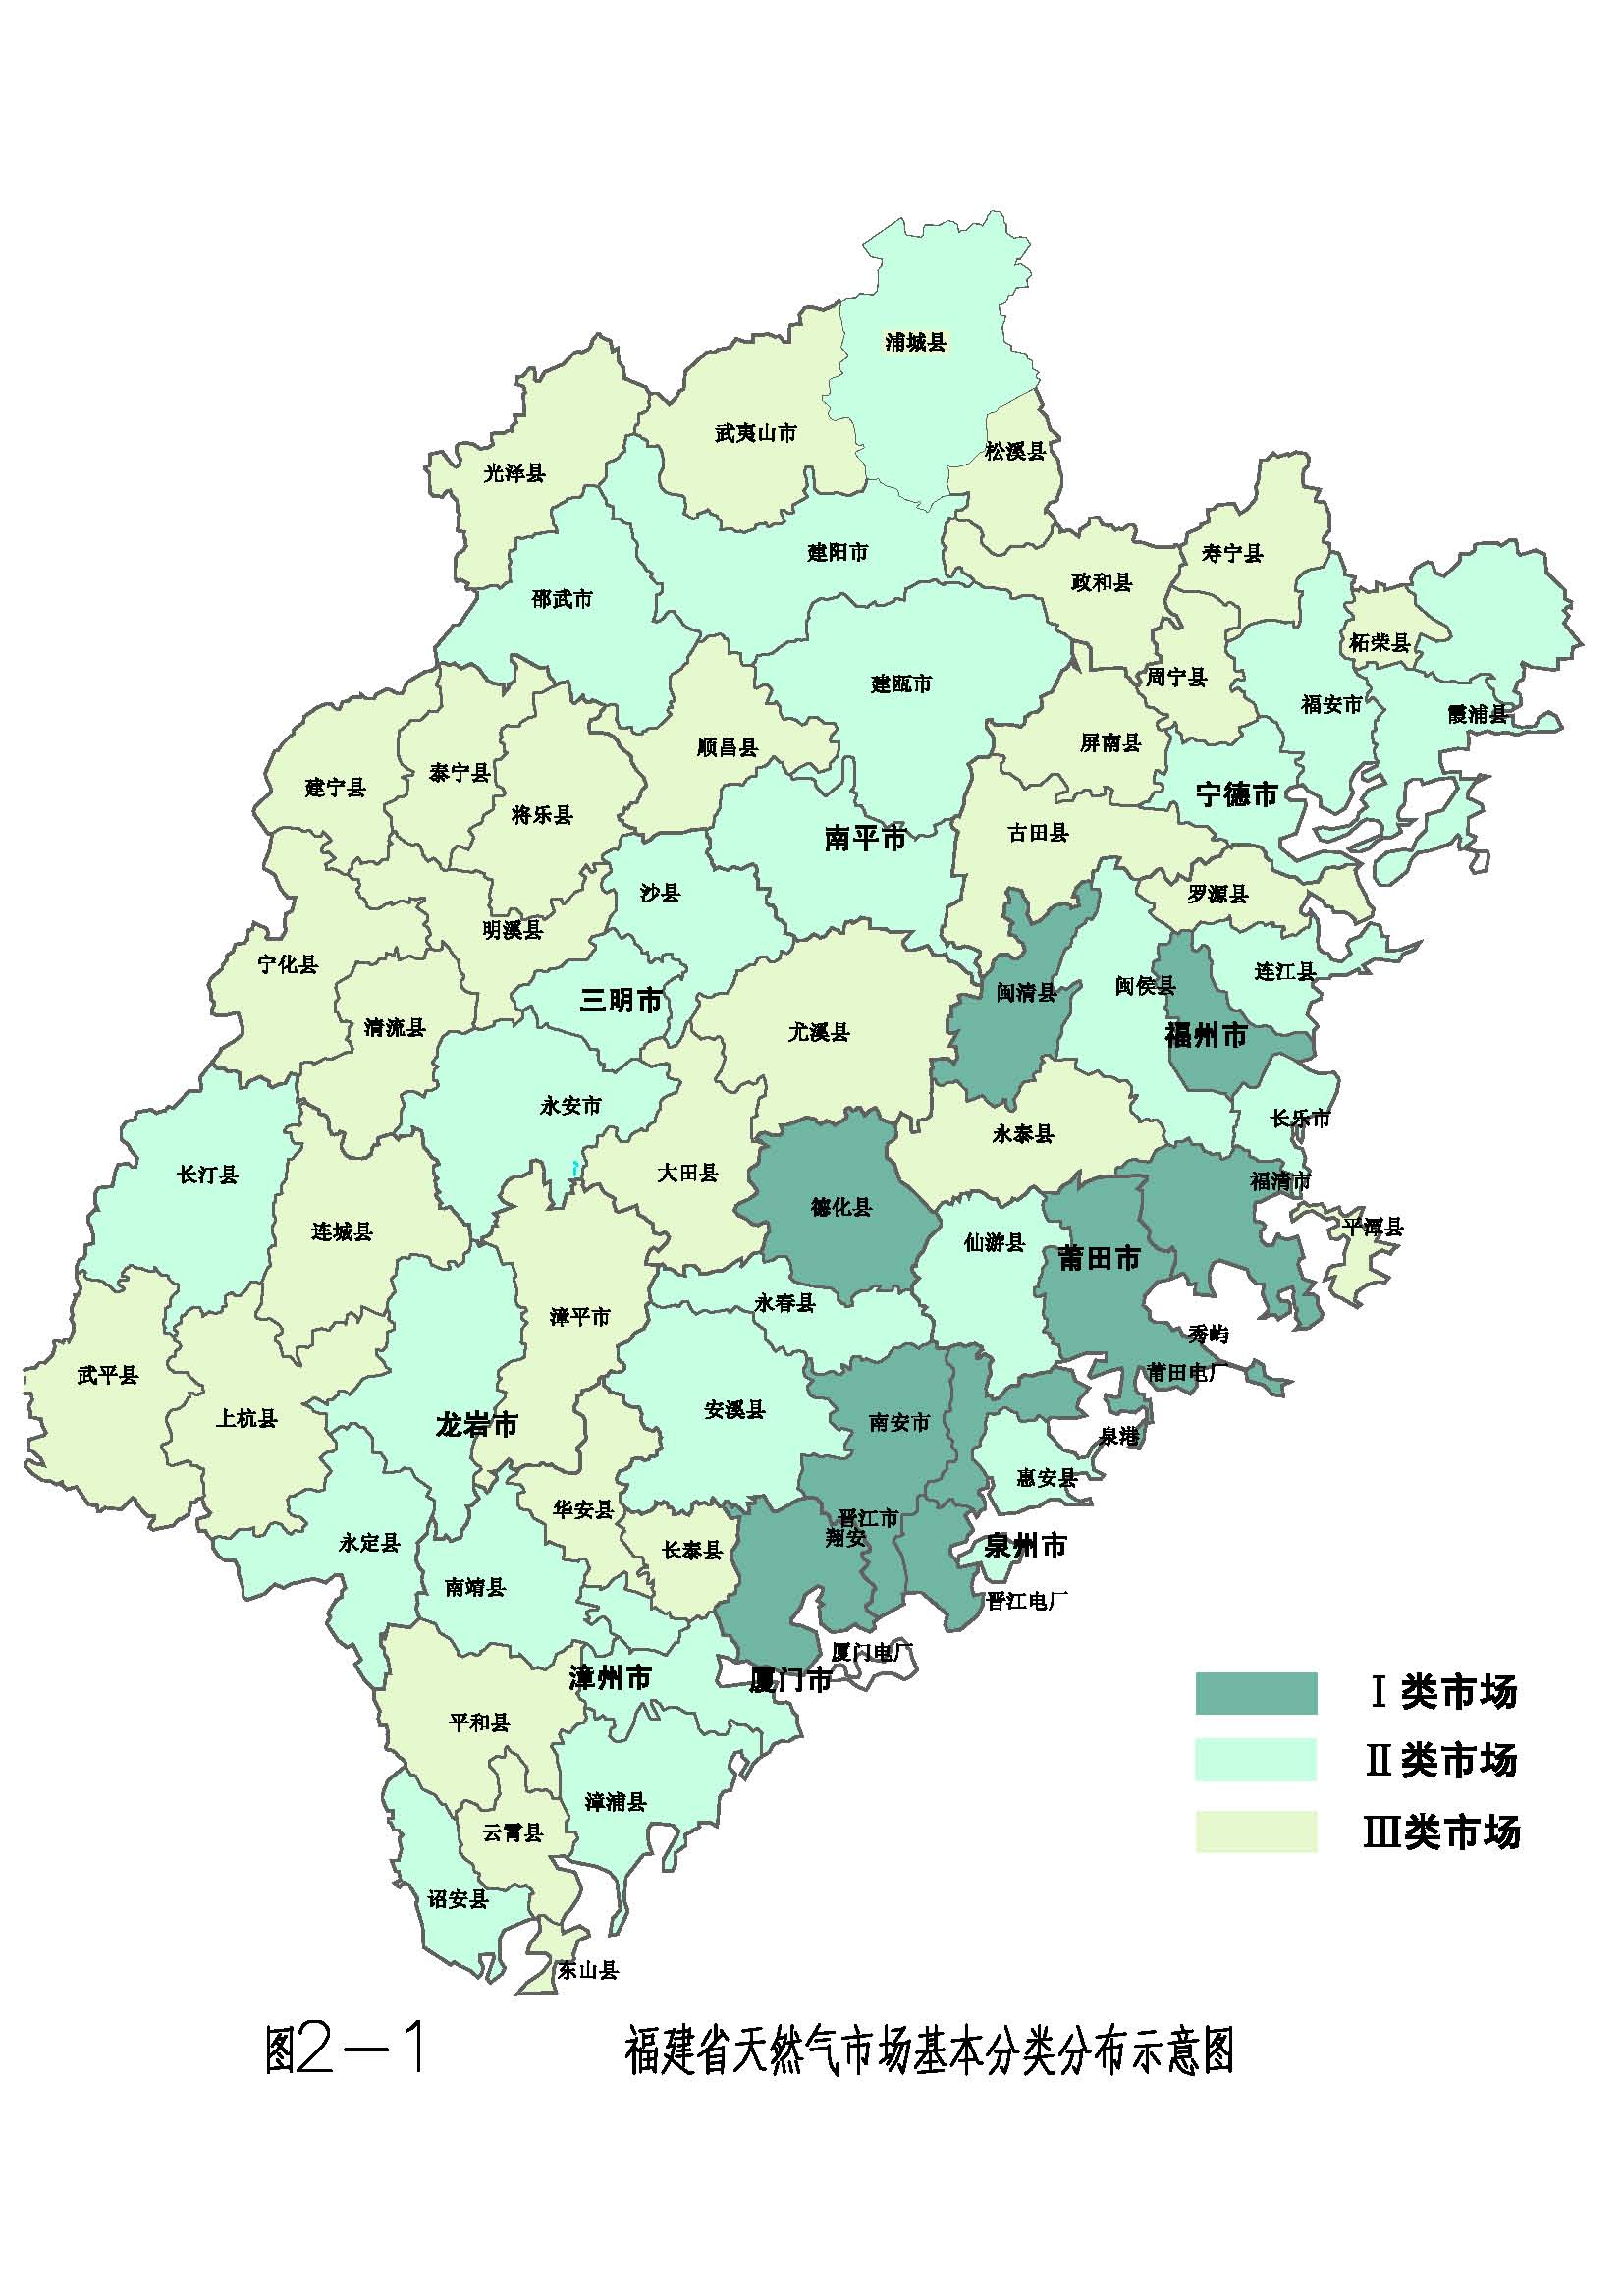 浦城县
武夷山市
松溪县
光泽县
建阳市
寿宁县
政和县
邵武市
柘荣县
周宁县
建瓯市
福安市
霞浦县
屏南县
顺昌县
泰宁县
建宁县
宁德市
将乐县
古田县
南平市
沙县
罗源县
明溪县
宁化县
连江县
闽侯县
闽清县
三明市
清流县
尤溪县
福州市
永安市
长乐市
永泰县
大田县
长汀县
福清市
德化县
平潭县
连城县
仙游县
莆田市
永春县
漳平市
秀屿
武平县
莆田电厂
安溪县
上杭县
南安市
龙岩市
泉港
惠安县
华安县
晋江市
翔安
永定县
泉州市
长泰县
南靖县
晋江电厂
厦门电厂
漳州市
厦门市
Ⅰ 类市场
平和县
Ⅱ 类市场
漳浦县
云霄县
Ⅲ类市场
诏安县
东山县
图2－1 福建省天然气市场基本分类分布示意图